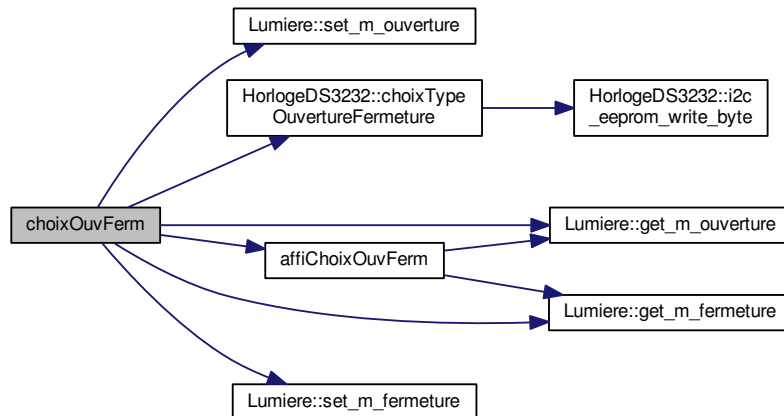 Lumiere::set_m_ouverture
HorlogeDS3232::choixType
OuvertureFermeture
HorlogeDS3232::i2c
_eeprom_write_byte
choixOuvFerm
Lumiere::get_m_ouverture
affiChoixOuvFerm
Lumiere::get_m_fermeture
Lumiere::set_m_fermeture